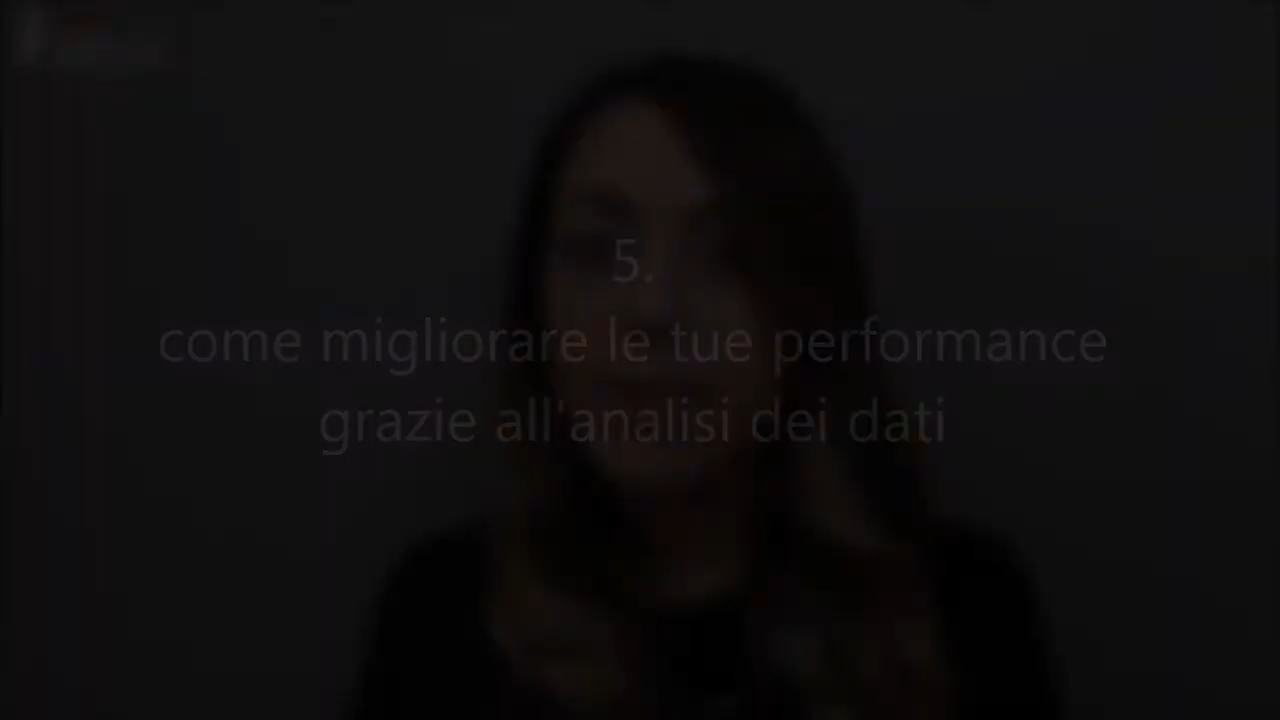 5.
come migliorare le tue performance
grazie all'analisi dei dati